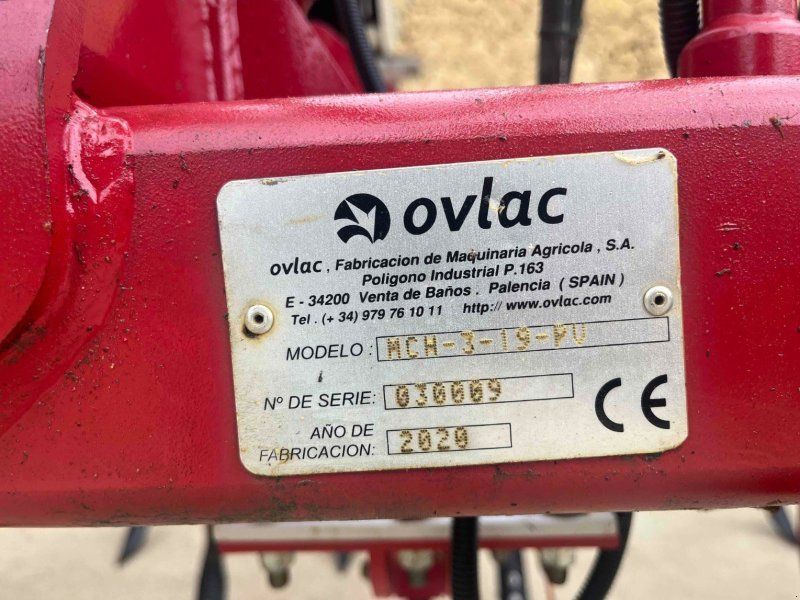 ovlac
ovlac , Fabricacion de Maquinaria Agricola , S.A.
Poligono Industrial P.163
E - 34200 Venta de Baños . Palencia ( SPAIN )
Tel . (+ 34) 979 76 10 11 http:// www.ovlac.com
MODELO : MCH-3-19-PV
Nº DE SERIE: 030009
AÑO DE
FABRICACION: 2020
CE